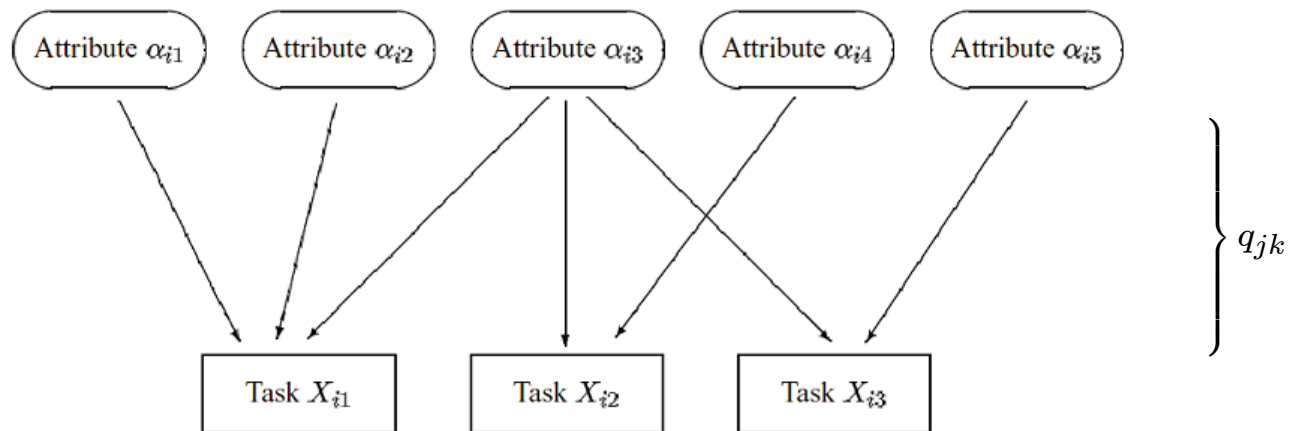 Attribute α_{i1} Attribute α_{i2} Attribute α_{i3} Attribute α_{i4} Attribute α_{i5}
q_{jk}
Task X_{i1} Task X_{i2} Task X_{i3}